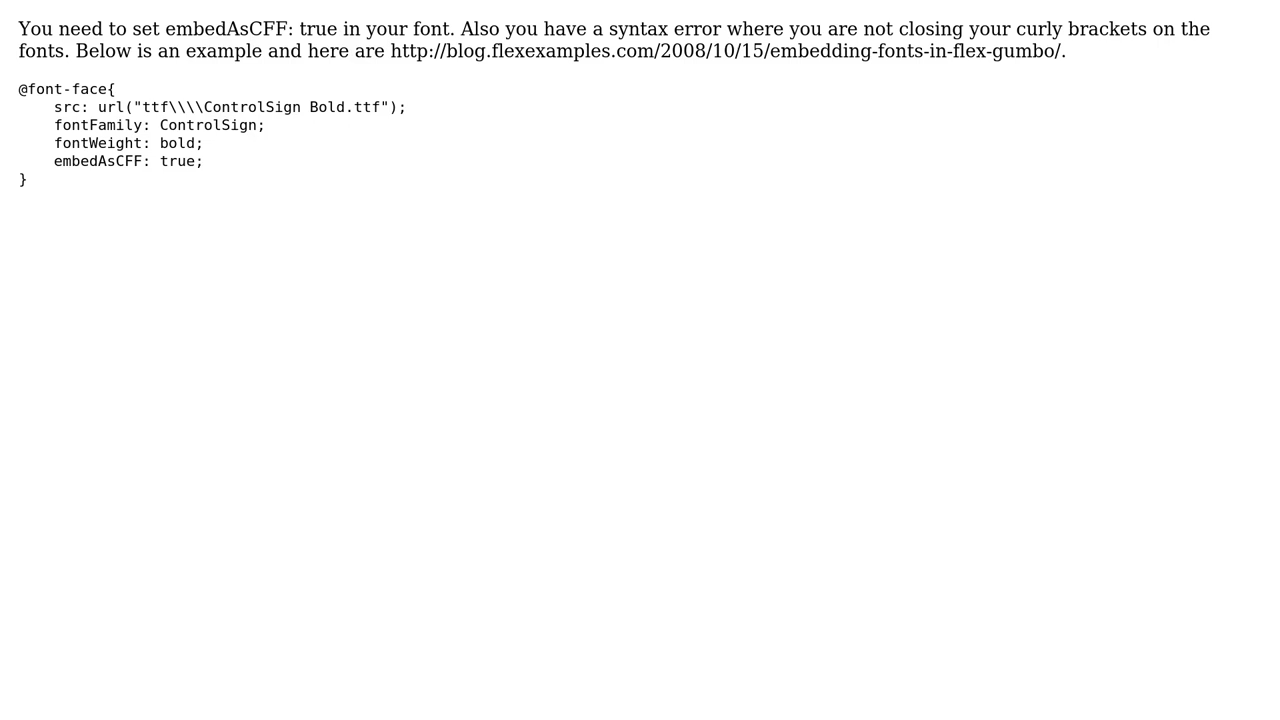 You need to set embedAsCFF: true in your font. Also you have a syntax error where you are not closing your curly brackets on the
fonts. Below is an example and here are http://blog.flexexamples.com/2008/10/15/embedding-fonts-in-flex-gumbo/.
@font-face{
    src: url("ttf\\\\ControlSign Bold.ttf");
    fontFamily: ControlSign;
    fontWeight: bold;
    embedAsCFF: true;
}